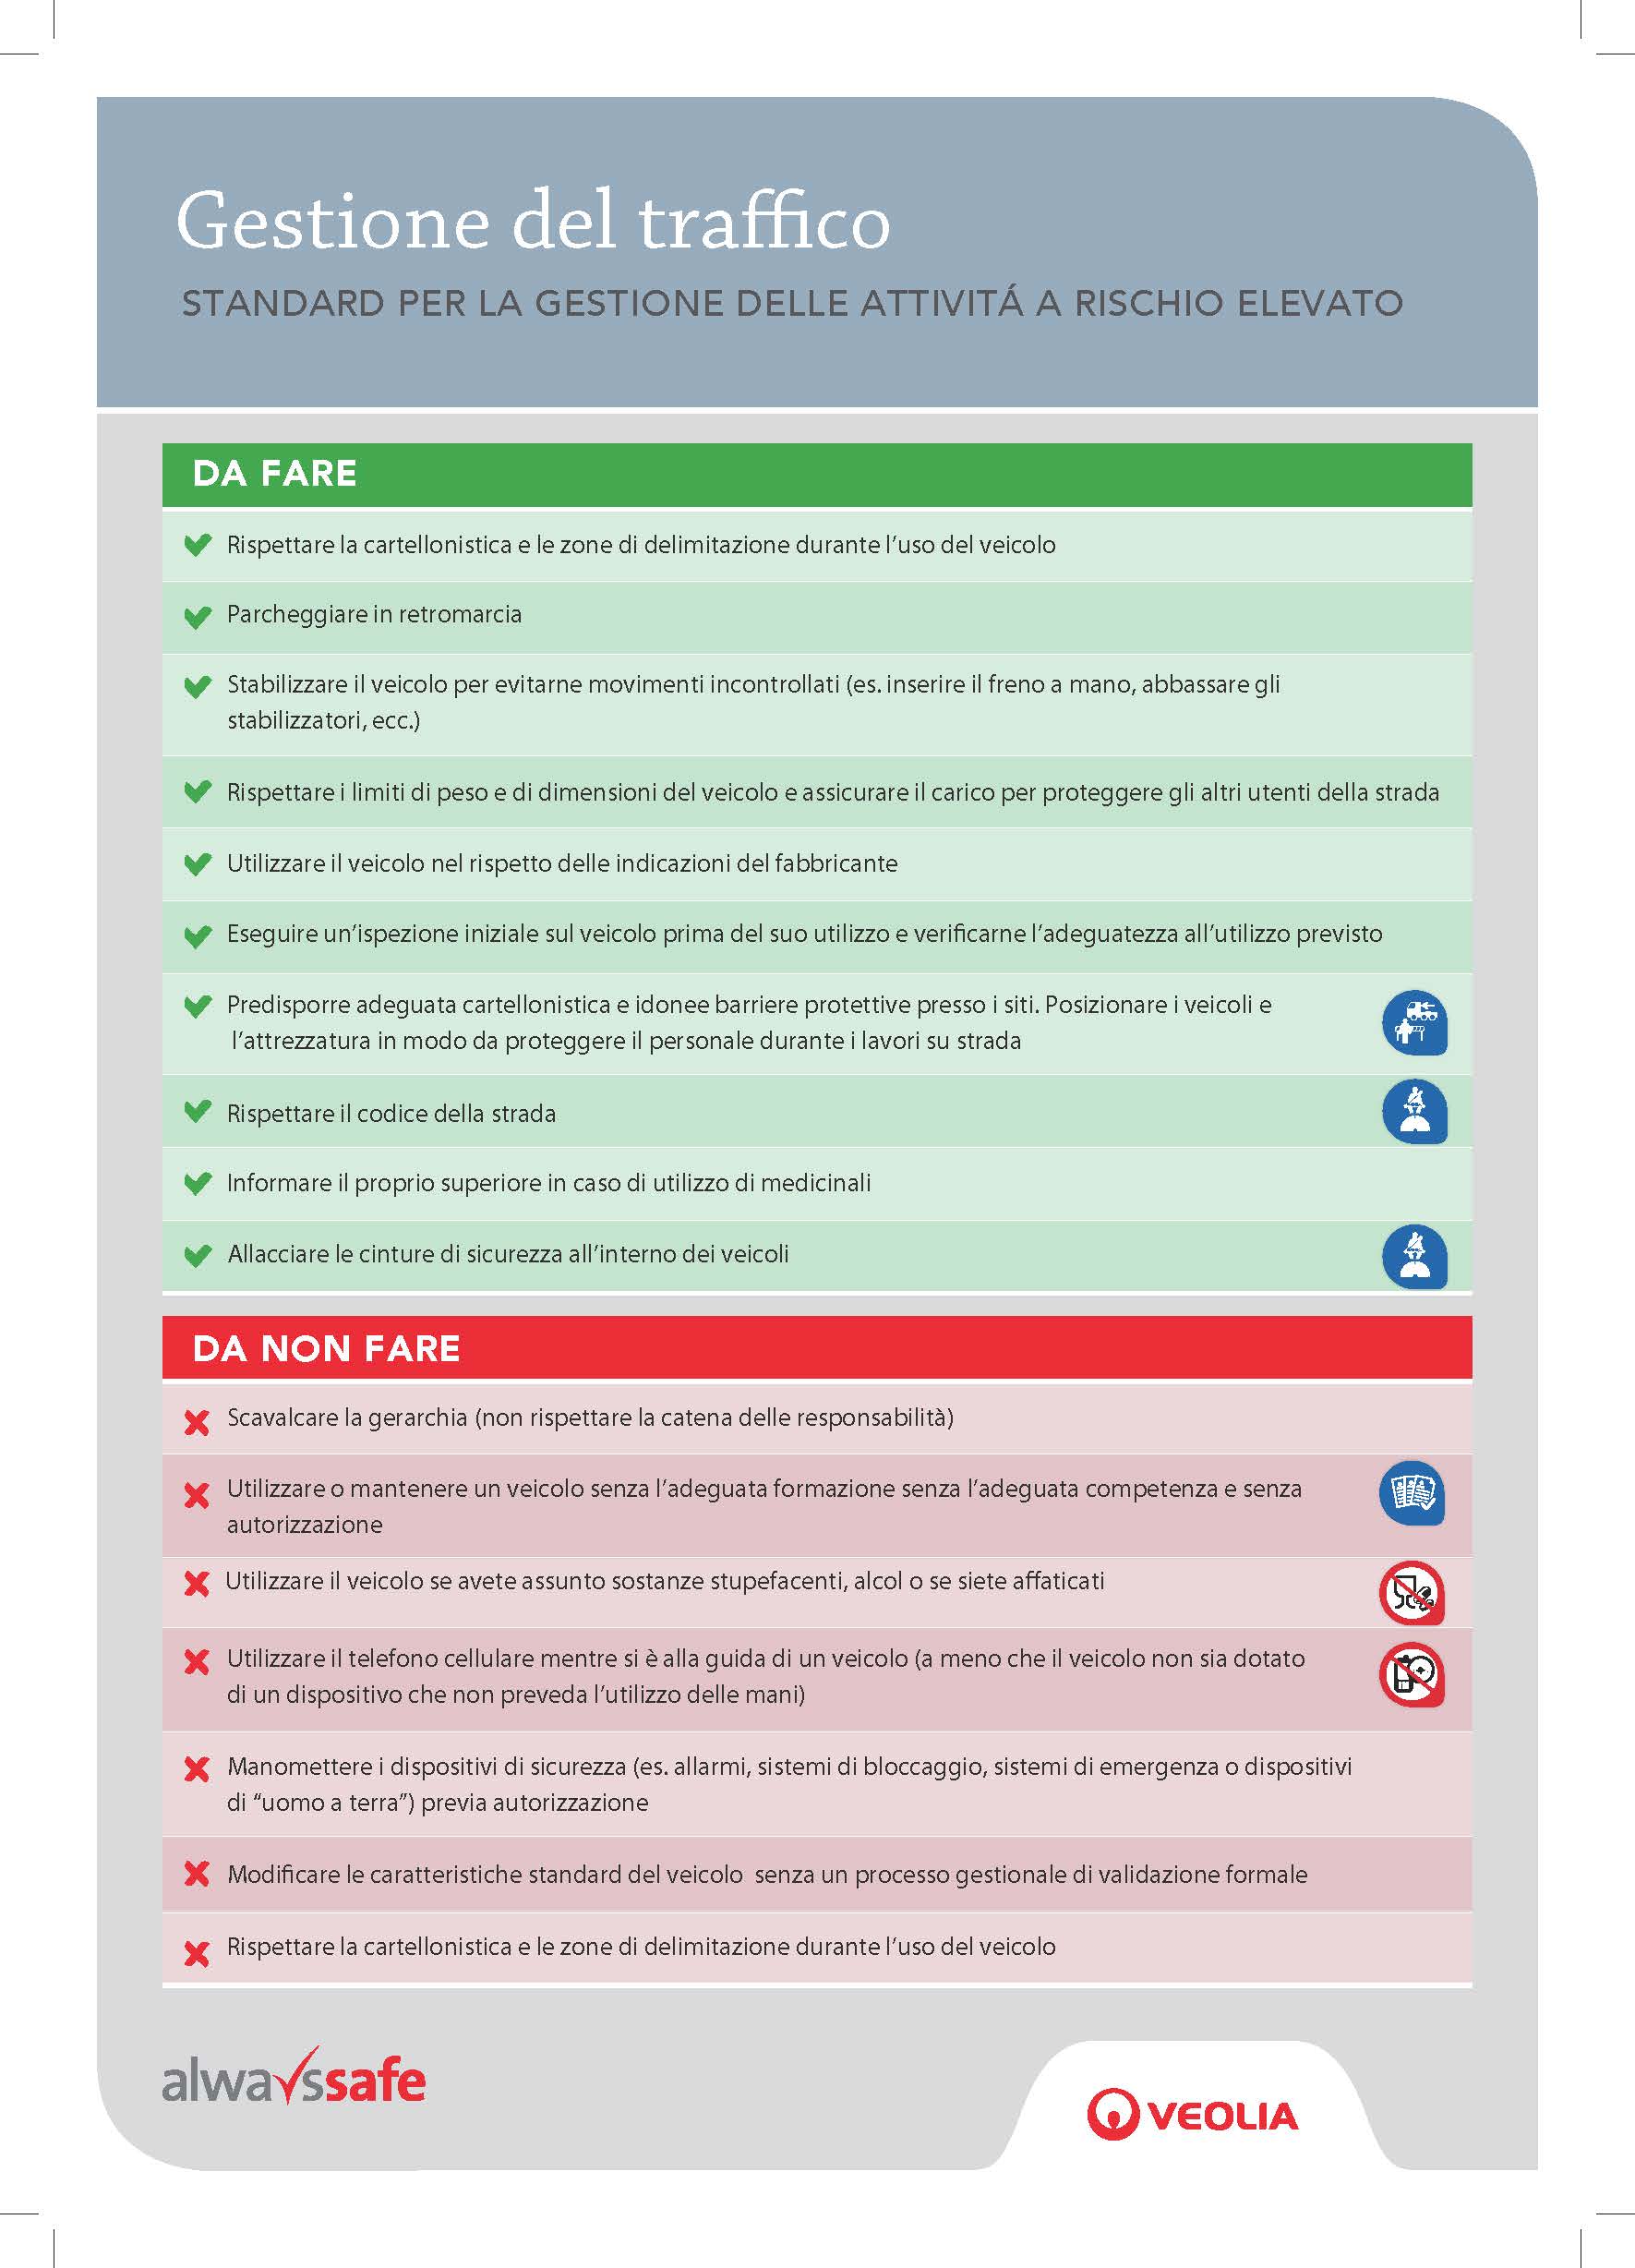 Gestione del traffico
STANDARD PER LA GESTIONE DELLE ATTIVITÁ A RISCHIO ELEVATO
DA FARE
Rispettare la cartellonistica e le zone di delimitazione durante l’uso del veicolo
Parcheggiare in retromarcia
Stabilizzare il veicolo per evitarne movimenti incontrollati (es. inserire il freno a mano, abbassare gli
stabilizzatori, ecc.)
Rispettare i limiti di peso e di dimensioni del veicolo e assicurare il carico per proteggere gli altri utenti della strada
Utilizzare il veicolo nel rispetto delle indicazioni del fabbricante
Eseguire un’ispezione iniziale sul veicolo prima del suo utilizzo e verificarne l’adeguatezza all’utilizzo previsto
Predisporre adeguata cartellonistica e idonee barriere protettive presso i siti. Posizionare i veicoli e
l’attrezzatura in modo da proteggere il personale durante i lavori su strada
Rispettare il codice della strada
Informare il proprio superiore in caso di utilizzo di medicinali
Allacciare le cinture di sicurezza all’interno dei veicoli
DA NON FARE
Scavalcare la gerarchia (non rispettare la catena delle responsabilità)
Utilizzare o mantenere un veicolo senza l’adeguata formazione senza l’adeguata competenza e senza
autorizzazione
Utilizzare il veicolo se avete assunto sostanze stupefacenti, alcol o se siete affaticati
Utilizzare il telefono cellulare mentre si è alla guida di un veicolo (a meno che il veicolo non sia dotato
di un dispositivo che non preveda l’utilizzo delle mani)
Manomettere i dispositivi di sicurezza (es. allarmi, sistemi di bloccaggio, sistemi di emergenza o dispositivi
di “uomo a terra”) previa autorizzazione
Modificare le caratteristiche standard del veicolo senza un processo gestionale di validazione formale
Rispettare la cartellonistica e le zone di delimitazione durante l’uso del veicolo
alwayssafe
VEOLIA